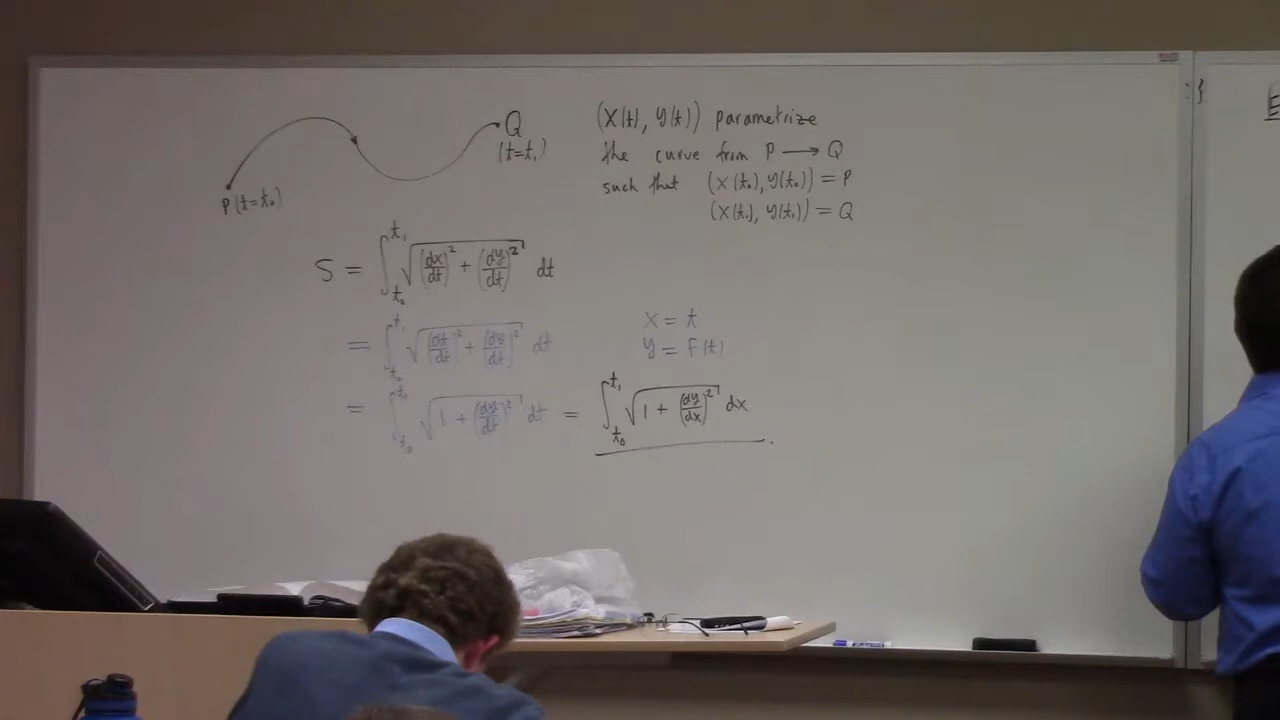 Q
(t=t₁)
P(t=t₀)
(x(t), y(t)) parametrize
the curve from P ⟶ Q
such that (x(t₀), y(t₀)) = P
(x(t₁), y(t₁)) = Q
S = ∫_{t₀}^{t₁} √((dx/dt)² + (dy/dt)²) dt
= ∫_{t₀}^{t₁} √((dt/dt)² + (dy/dt)²) dt
x = t
y = f(t)
= ∫_{t₀}^{t₁} √(1 + (dy/dt)²) dt = ∫_{t₀}^{t₁} √(1 + (dy/dx)²) dx
E